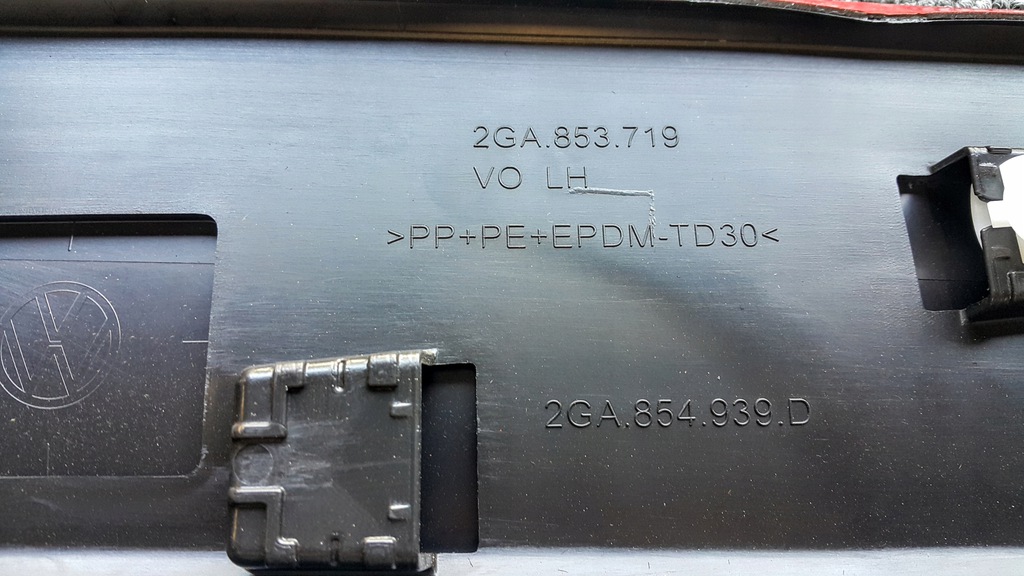 2GA.853.719
VO LH
>PP+PE+EPDM-TD30<
2GA.854.939.D